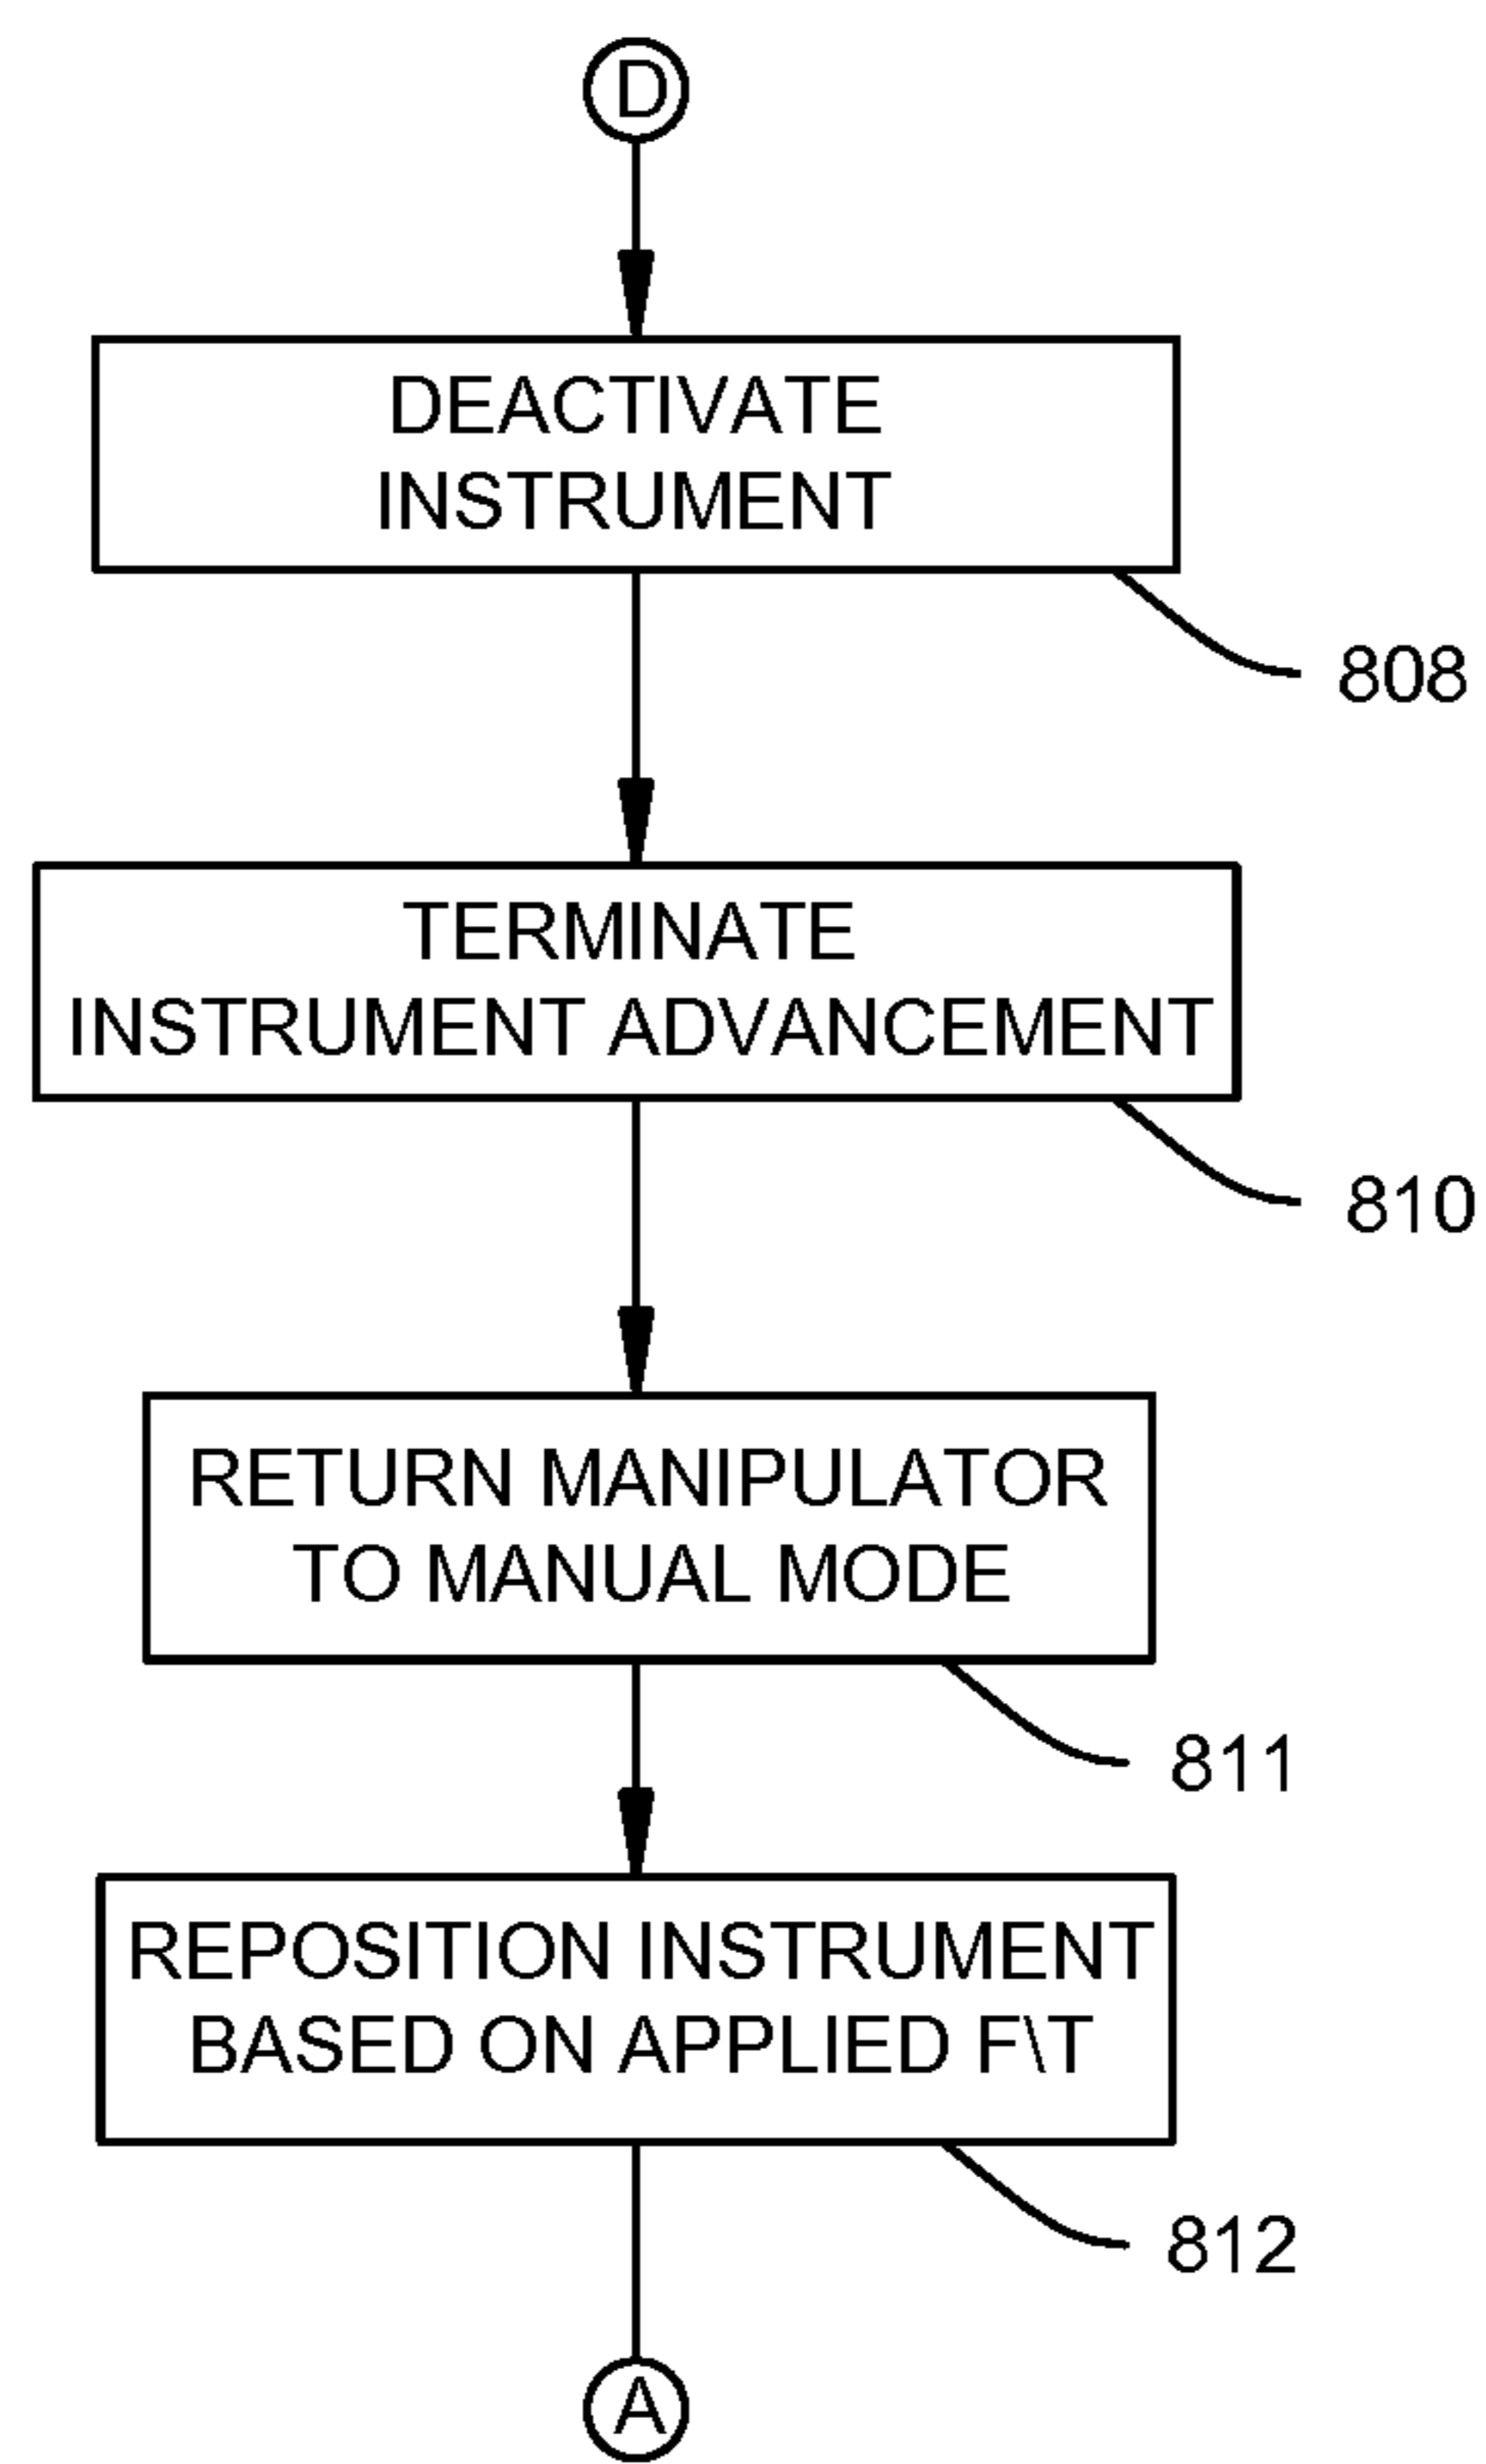 D
DEACTIVATE
INSTRUMENT
808
TERMINATE
INSTRUMENT ADVANCEMENT
810
RETURN MANIPULATOR
TO MANUAL MODE
811
REPOSITION INSTRUMENT
BASED ON APPLIED F\T
812
A